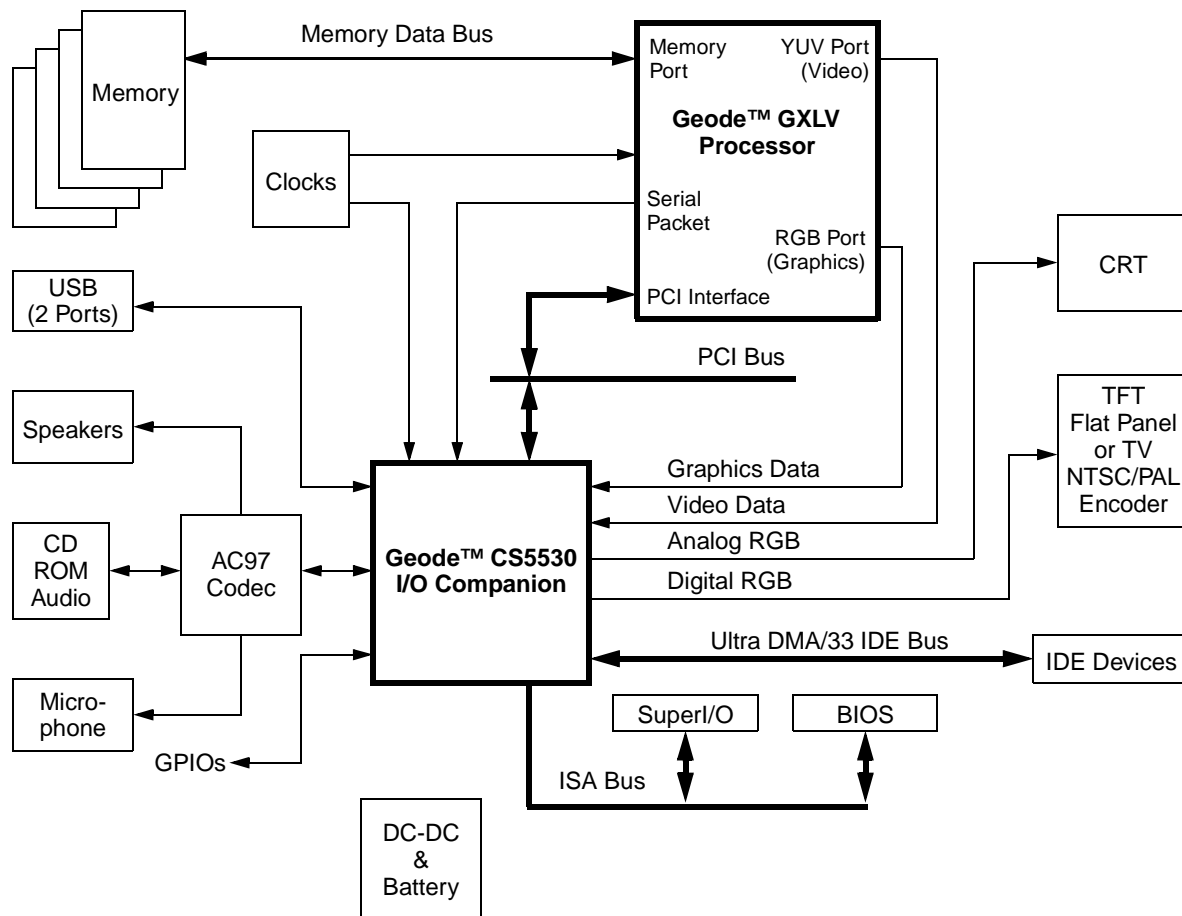 Memory Data Bus
Memory
Port
YUV Port
(Video)
Memory
Geode™ GXLV
Processor
Clocks
Serial
Packet
RGB Port
(Graphics)
CRT
USB
(2 Ports)
PCI Interface
PCI Bus
TFT
Flat Panel
or TV
NTSC/PAL
Encoder
Speakers
Graphics Data
Video Data
Analog RGB
Digital RGB
CD
ROM
Audio
AC97
Codec
Geode™ CS5530
I/O Companion
Ultra DMA/33 IDE Bus
IDE Devices
Micro-
phone
SuperI/O
BIOS
GPIOs
ISA Bus
DC-DC
&
Battery